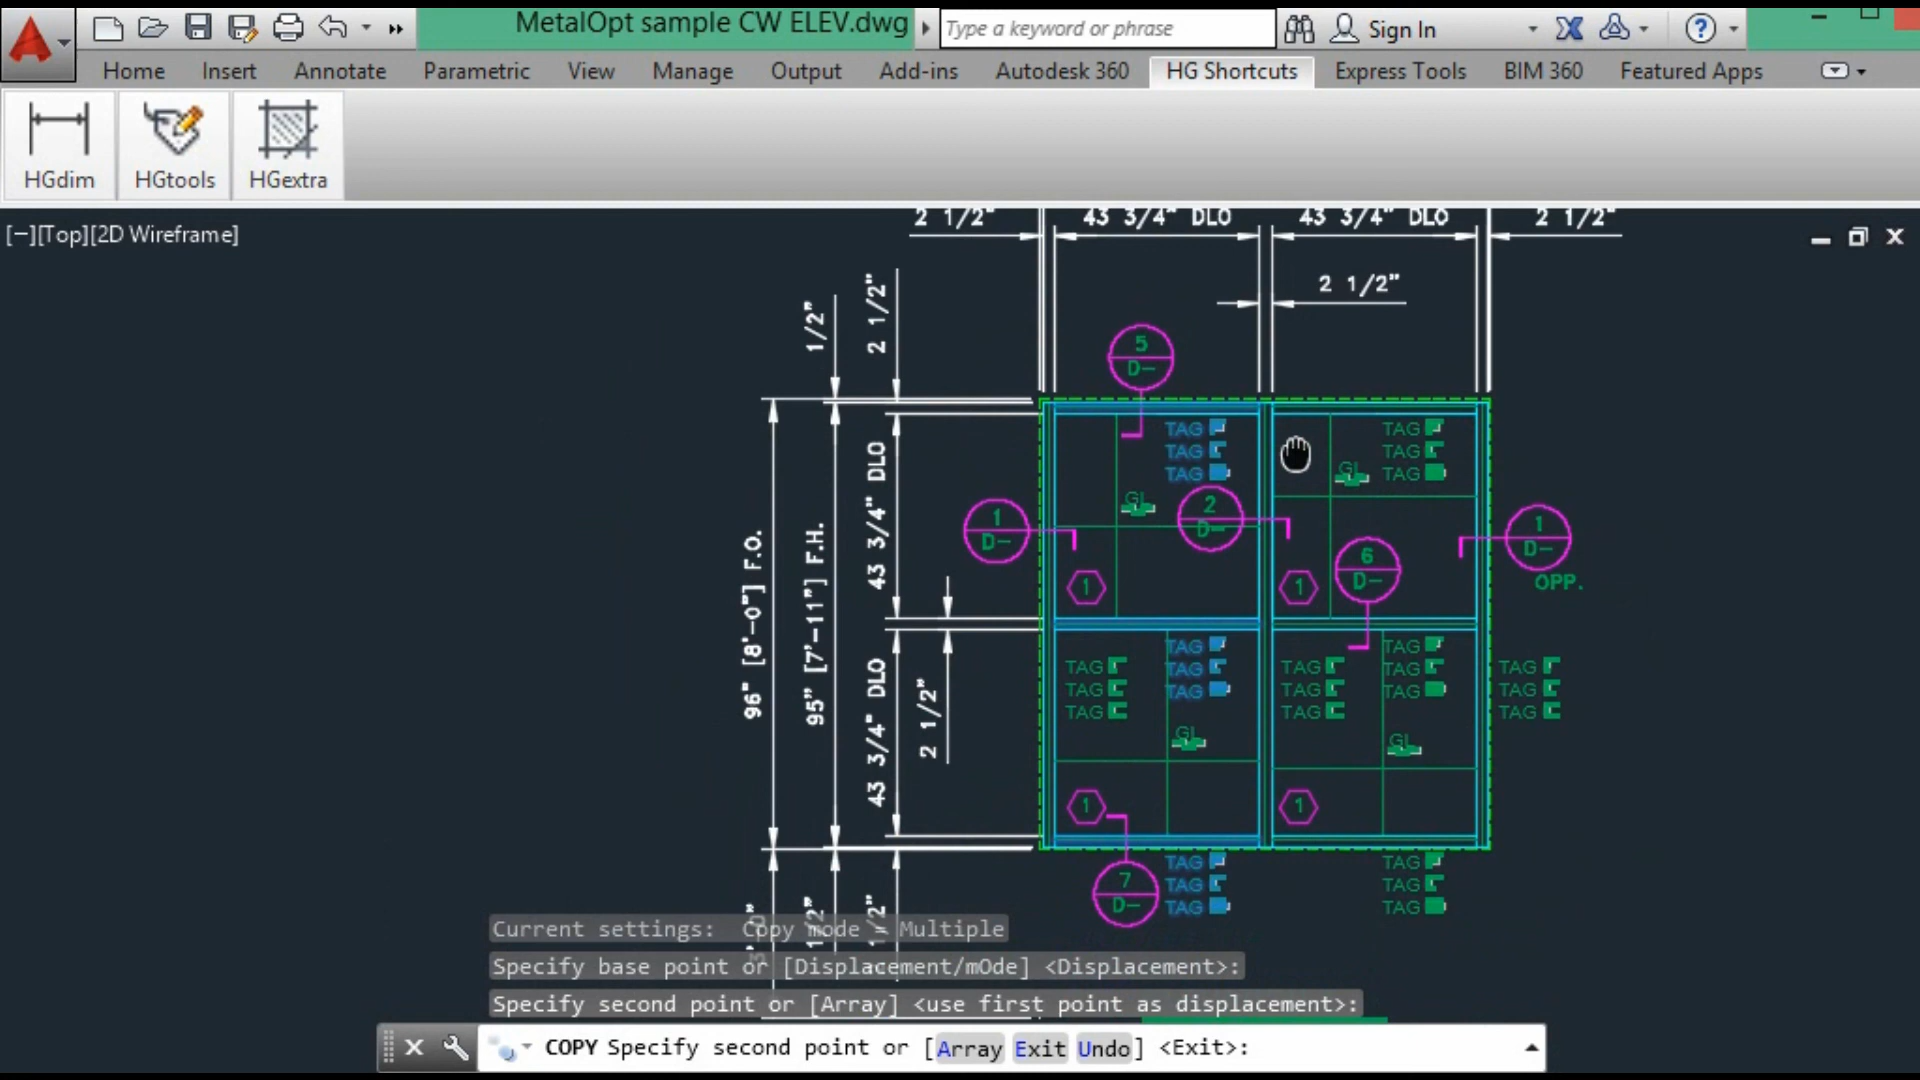 MetalOpt sample CW ELEV.dwg
Type a keyword or phrase
Sign In
Home Insert Annotate Parametric View Manage Output Add-ins Autodesk 360 HG Shortcuts Express Tools BIM 360 Featured Apps
HGdim HGtools HGextra
[−][Top][2D Wireframe]
2 1/2" 43 3/4" DLO 43 3/4" DLO 2 1/2"
2 1/2"
1/2"
2 1/2"
5
D−
TAG TAG
TAG TAG
TAG TAG
GL
GL
43 3/4" DLO
96" [8'-0"] F.O.
95" [7'-11"] F.H.
1
D−
2
D−
1
D−
OPP.
6
D−
1
1
43 3/4" DLO
2 1/2"
TAG TAG
TAG TAG TAG TAG TAG
TAG TAG TAG TAG TAG
TAG TAG TAG
GL
GL
1
1
7
D−
TAG TAG
TAG TAG
TAG TAG
Current settings: Copy mode = Multiple
Specify base point or [Displacement/mOde] <Displacement>:
Specify second point or [Array] <use first point as displacement>:
COPY Specify second point or [Array Exit Undo] <Exit>: